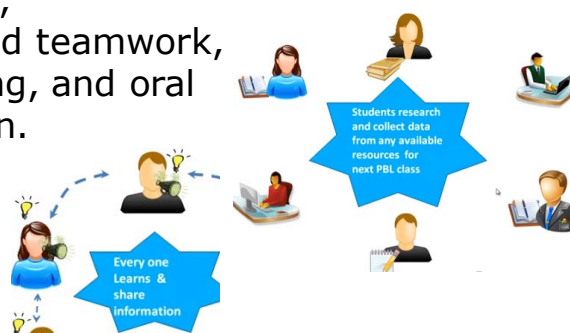 ,
d teamwork,
g, and oral
n.
Students research
and collect data
from any available
resources for
next PBL class
Every one
Learns &
share
information